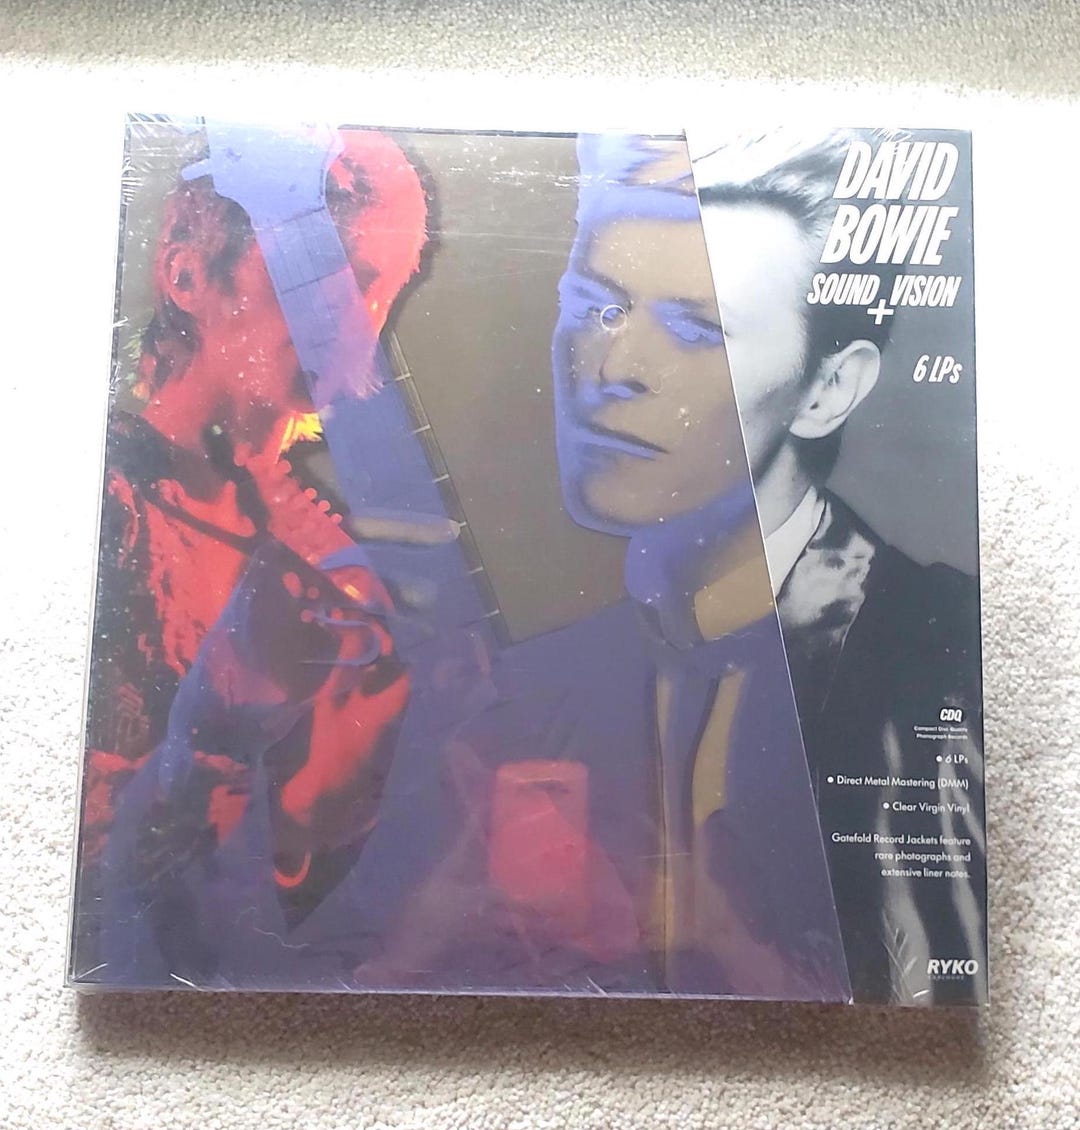 DAVID
BOWIE
SOUND + VISION
6 LPs
CDQ
Compact Disc Quality
Phonograph Records
• 6 LPs
• Direct Metal Mastering (DMM)
• Clear Virgin Vinyl
Gatefold Record Jackets feature
rare photographs and
extensive liner notes.
RYKO
ANALOGUE